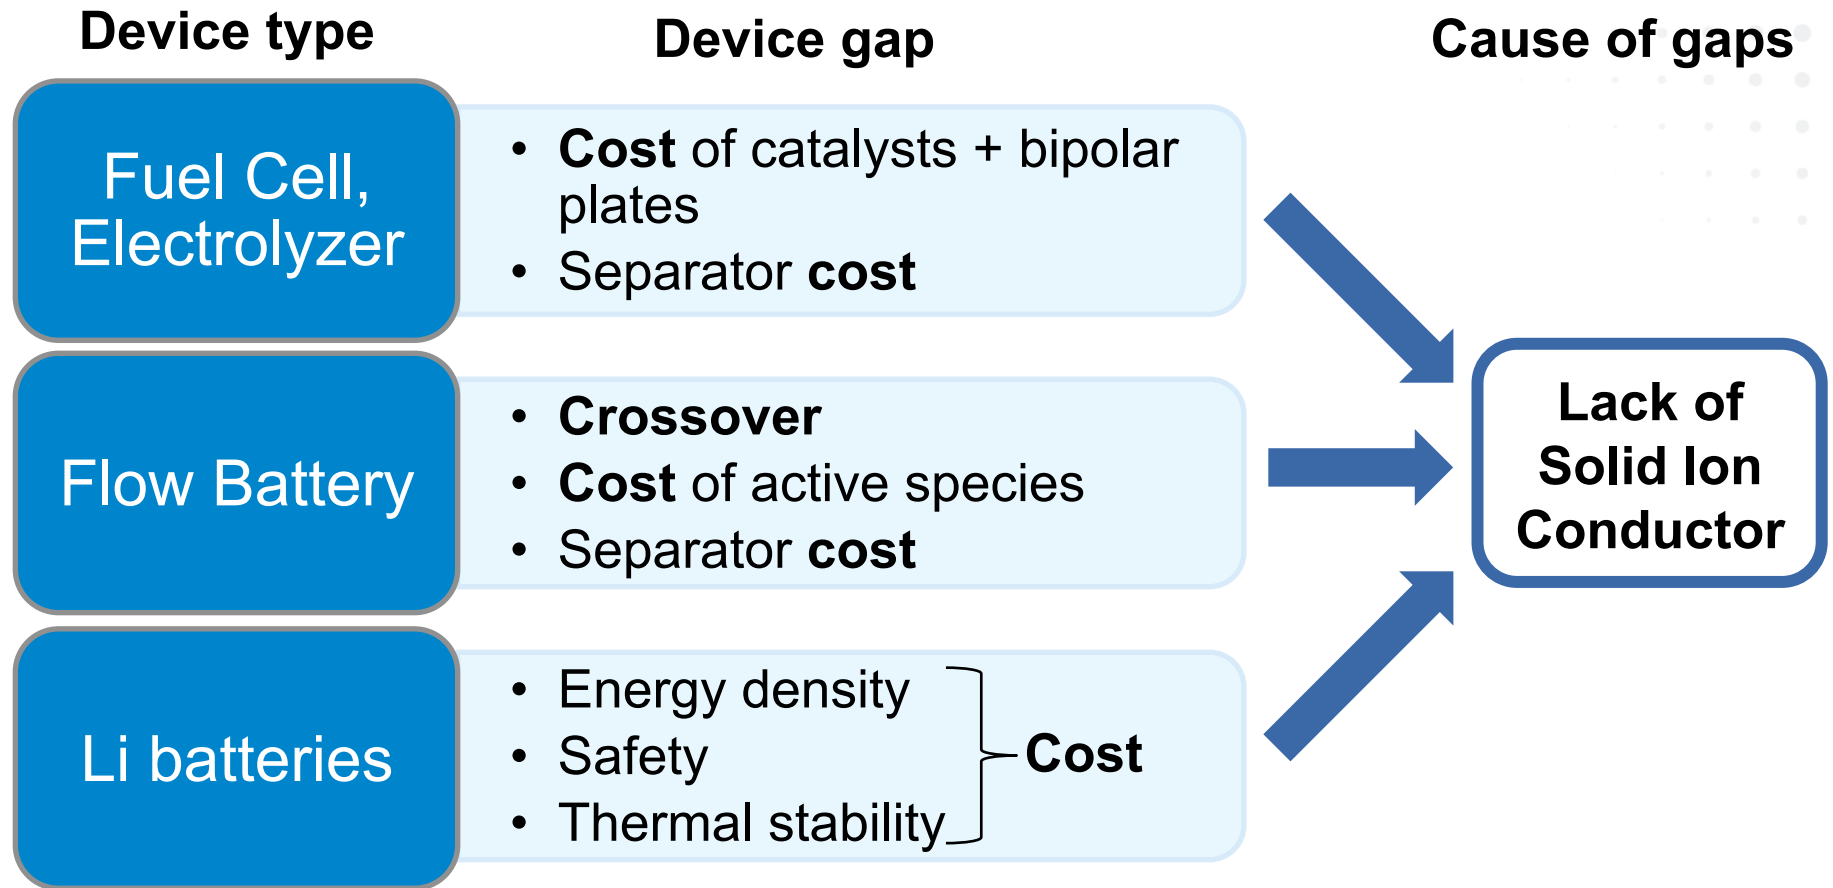 Device type
Device gap
Cause of gaps
Fuel Cell,
Electrolyzer
• Cost of catalysts + bipolar
plates
• Separator cost
Flow Battery
• Crossover
• Cost of active species
• Separator cost
Li batteries
• Energy density
• Safety
• Thermal stability
Cost
Lack of
Solid Ion
Conductor